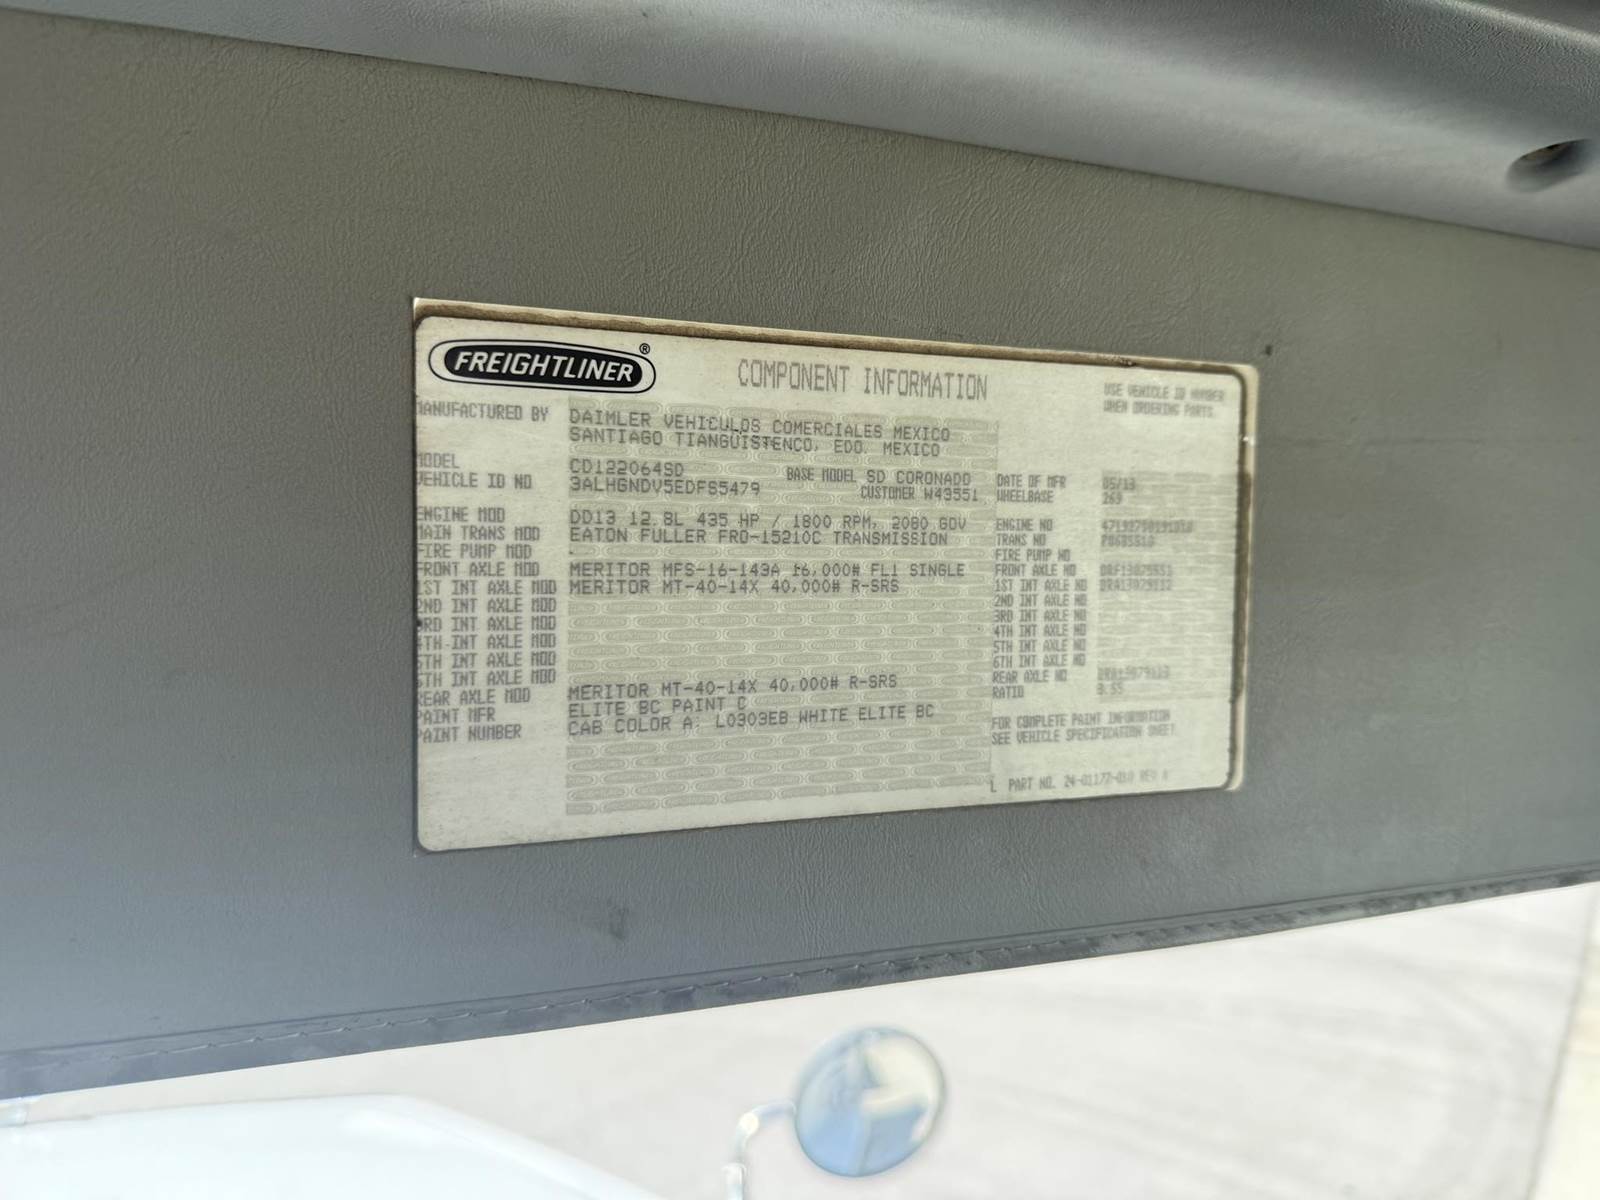 FREIGHTLINER ®
COMPONENT INFORMATION
USE VEHICLE ID NUMBER
WHEN ORDERING PARTS.
MANUFACTURED BY DAIMLER VEHICULOS COMERCIALES MEXICO
SANTIAGO TIANGUISTENCO, EDO. MEXICO
MODEL CD122064SD BASE MODEL SD CORONADO DATE OF MFR 05/13
VEHICLE ID NO 3ALHGNDV5EDFS5479 CUSTOMER W43551 WHEELBASE 269
ENGINE MOD DD13 12.8L 435 HP / 1800 RPM, 2080 GOV ENGINE NO
MAIN TRANS MOD EATON FULLER FRO-15210C TRANSMISSION TRANS NO
FIRE PUMP MOD FIRE PUMP NO
FRONT AXLE MOD MERITOR MFS-16-143A 16,000# FL1 SINGLE FRONT AXLE NO
1ST INT AXLE MOD MERITOR MT-40-14X 40,000# R-SRS 1ST INT AXLE NO
2ND INT AXLE MOD 2ND INT AXLE NO
3RD INT AXLE MOD 3RD INT AXLE NO
4TH INT AXLE MOD 4TH INT AXLE NO
5TH INT AXLE MOD 5TH INT AXLE NO
6TH INT AXLE MOD 6TH INT AXLE NO
REAR AXLE MOD MERITOR MT-40-14X 40,000# R-SRS REAR AXLE NO
PAINT MFR ELITE BC PAINT C RATIO
PAINT NUMBER CAB COLOR A: L0303EB WHITE ELITE BC
FOR COMPLETE PAINT INFORMATION
SEE VEHICLE SPECIFICATION SHEET
PART NO. 24-01177-010 REV